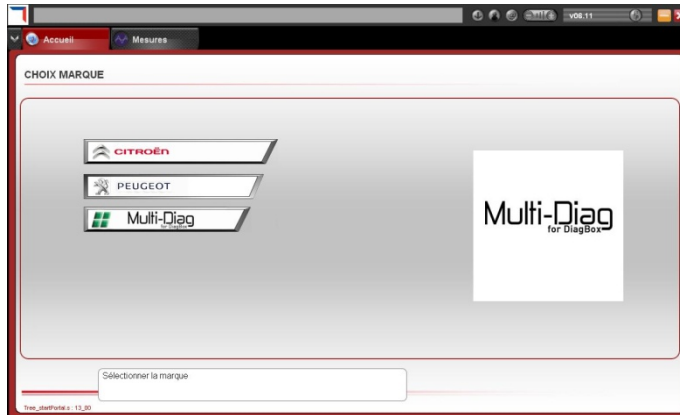 v08.11
Accueil
Mesures
CHOIX MARQUE
CITROËN
PEUGEOT
Multi-Diag
for DiagBox
Multi-Diag
for DiagBox
Sélectionner la marque
Tree_startPortal.s : 13_30